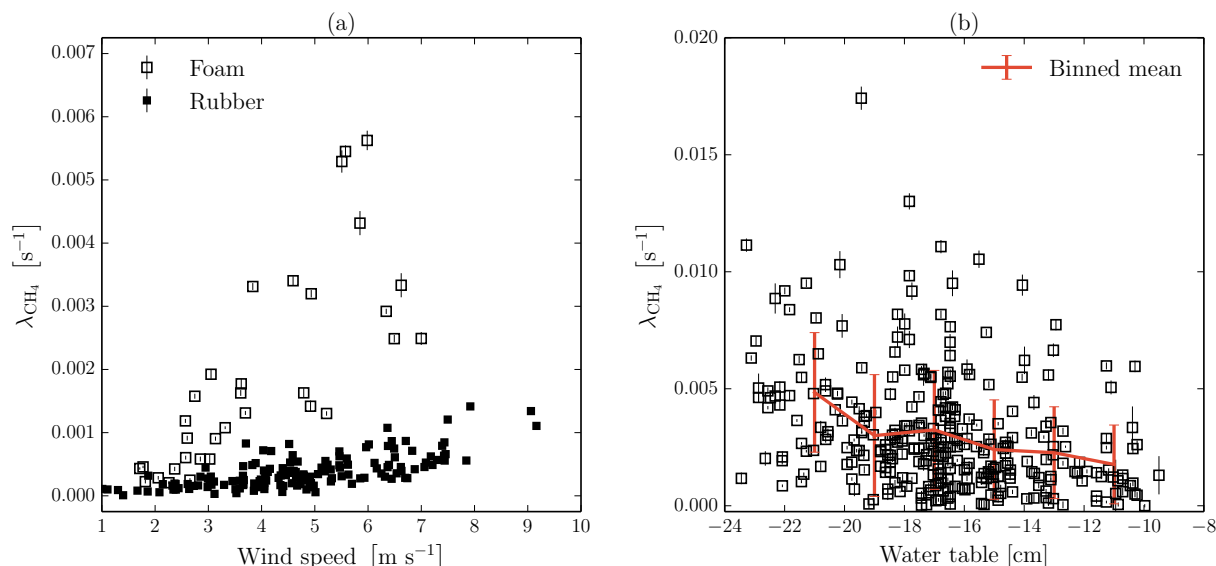 (a)
0.007
0.006
0.005
0.004
0.003
0.002
0.001
0.000
λCH₄ [s⁻¹]
Foam
Rubber
1 2 3 4 5 6 7 8 9 10
Wind speed [m s⁻¹]
(b)
0.020
0.015
0.010
0.005
0.000
λCH₄ [s⁻¹]
Binned mean
−24 −22 −20 −18 −16 −14 −12 −10 −8
Water table [cm]